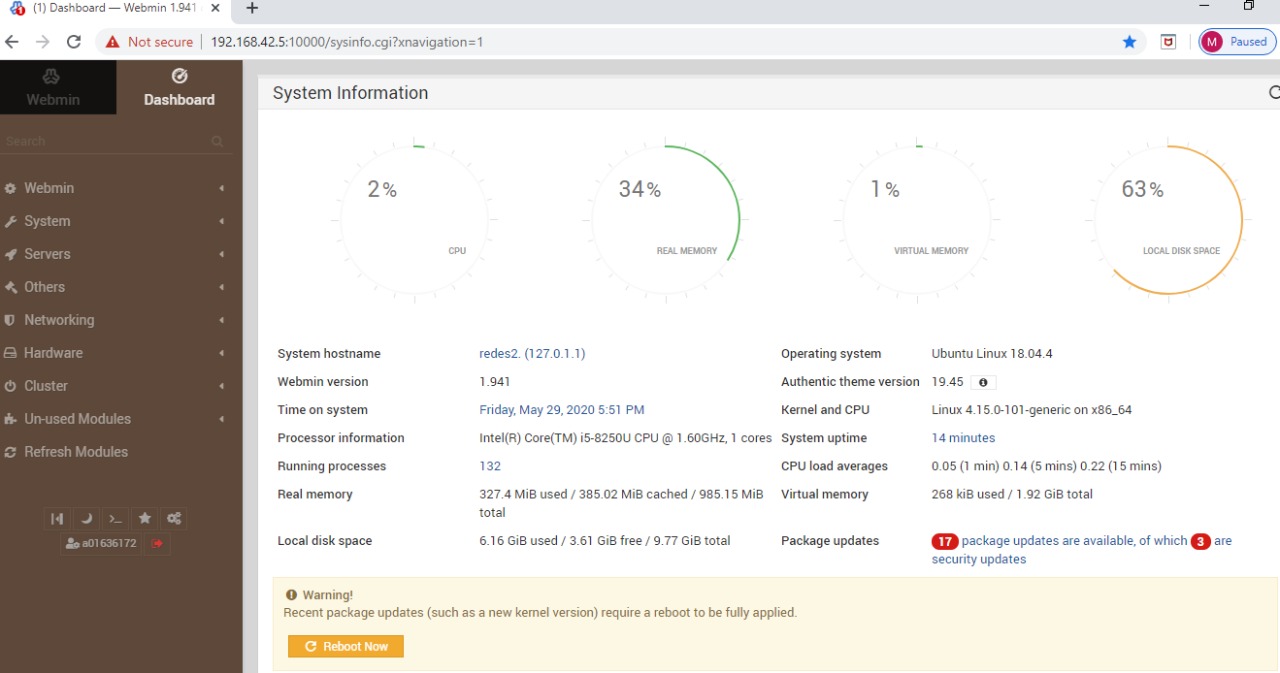 (1) Dashboard — Webmin 1.941
Not secure | 192.168.42.5:10000/sysinfo.cgi?xnavigation=1
M Paused
Webmin
Dashboard
Search
Webmin
System
Servers
Others
Networking
Hardware
Cluster
Un-used Modules
Refresh Modules
a01636172
System Information
2%
CPU
34%
REAL MEMORY
1%
VIRTUAL MEMORY
63%
LOCAL DISK SPACE
System hostname redes2. (127.0.1.1) Operating system Ubuntu Linux 18.04.4
Webmin version 1.941 Authentic theme version 19.45
Time on system Friday, May 29, 2020 5:51 PM Kernel and CPU Linux 4.15.0-101-generic on x86_64
Processor information Intel(R) Core(TM) i5-8250U CPU @ 1.60GHz, 1 cores System uptime 14 minutes
Running processes 132 CPU load averages 0.05 (1 min) 0.14 (5 mins) 0.22 (15 mins)
Real memory 327.4 MiB used / 385.02 MiB cached / 985.15 MiB total Virtual memory 268 kiB used / 1.92 GiB total
Local disk space 6.16 GiB used / 3.61 GiB free / 9.77 GiB total Package updates 17 package updates are available, of which 3 are
security updates
Warning!
Recent package updates (such as a new kernel version) require a reboot to be fully applied.
Reboot Now